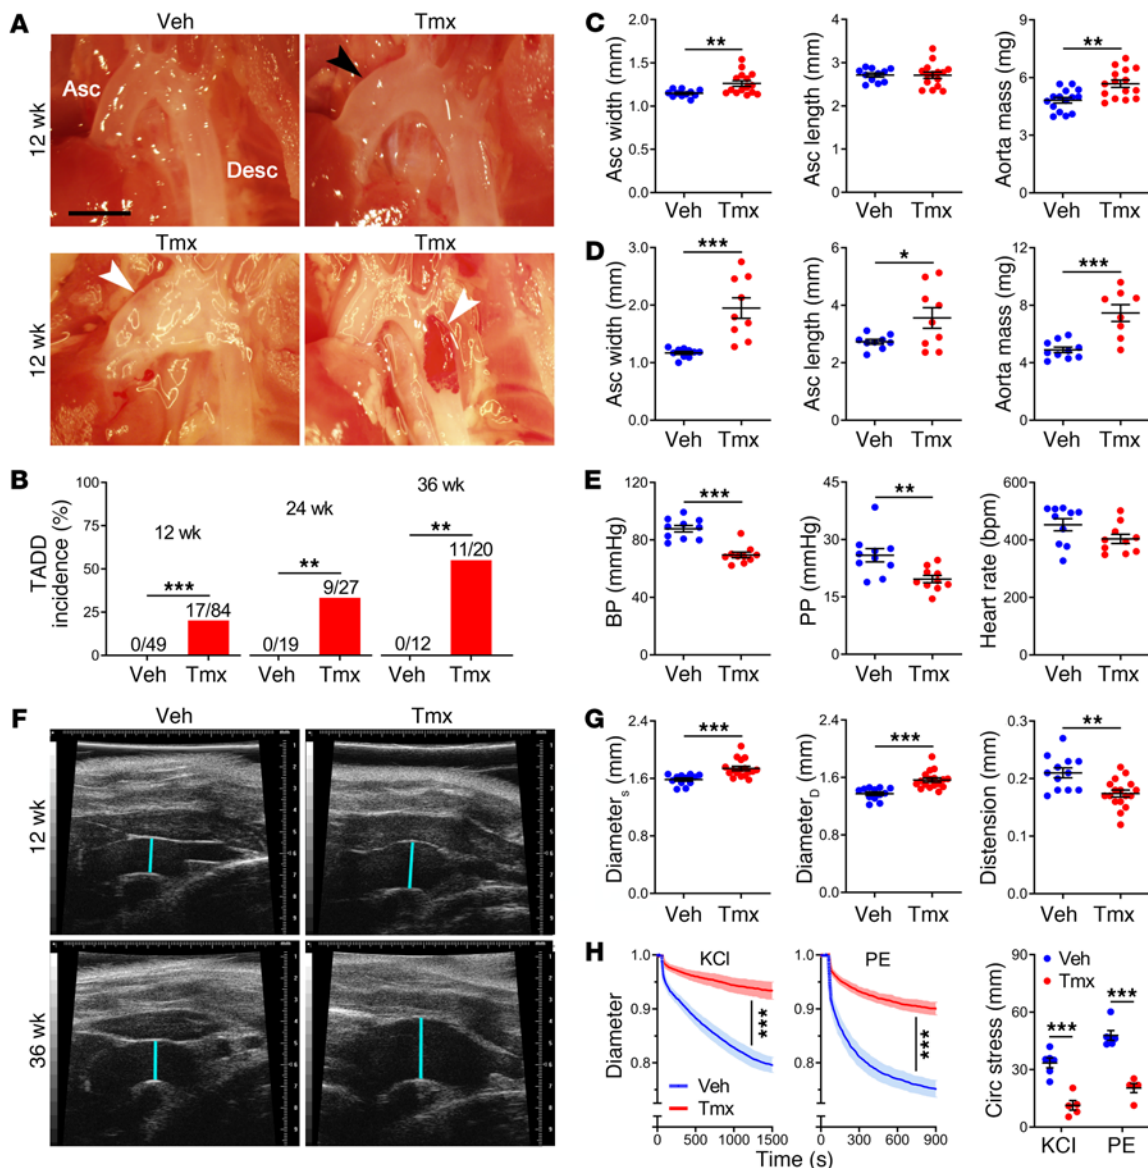 A
Veh
Tmx
12 wk
Asc
Desc
Tmx
Tmx
12 wk
B
TADD
incidence (%)
100
75
50
25
0
12 wk
24 wk
36 wk
***
**
**
0/49
17/84
0/19
9/27
0/12
11/20
Veh
Tmx
Veh
Tmx
Veh
Tmx
C
Asc width (mm)
2.0
1.5
1.0
0.5
0
**
Veh
Tmx
Asc length (mm)
4.0
3.0
2.0
1.0
0
Veh
Tmx
Aorta mass (mg)
9
6
3
0
**
Veh
Tmx
D
Asc width (mm)
3.0
2.0
1.0
0.0
***
Veh
Tmx
Asc length (mm)
6
4
2
0
*
Veh
Tmx
Aorta mass (mg)
12
8
4
0
***
Veh
Tmx
E
BP (mmHg)
120
80
40
0
***
Veh
Tmx
PP (mmHg)
45
30
15
0
**
Veh
Tmx
Heart rate (bpm)
600
400
200
0
Veh
Tmx
F
Veh
Tmx
12 wk
36 wk
G
Diameter s (mm)
2.4
1.6
0.8
0
***
Veh
Tmx
Diameter D (mm)
2.4
1.6
0.8
0
***
Veh
Tmx
Distension (mm)
0.3
0.2
0.1
0.0
**
Veh
Tmx
H
Diameter
1.0
0.9
0.8
KCl
***
Veh
Tmx
0
500
1000
1500
PE
***
0
300
600
900
Time (s)
Circ stress (mm)
90
60
30
0
Veh
Tmx
***
***
KCl
PE